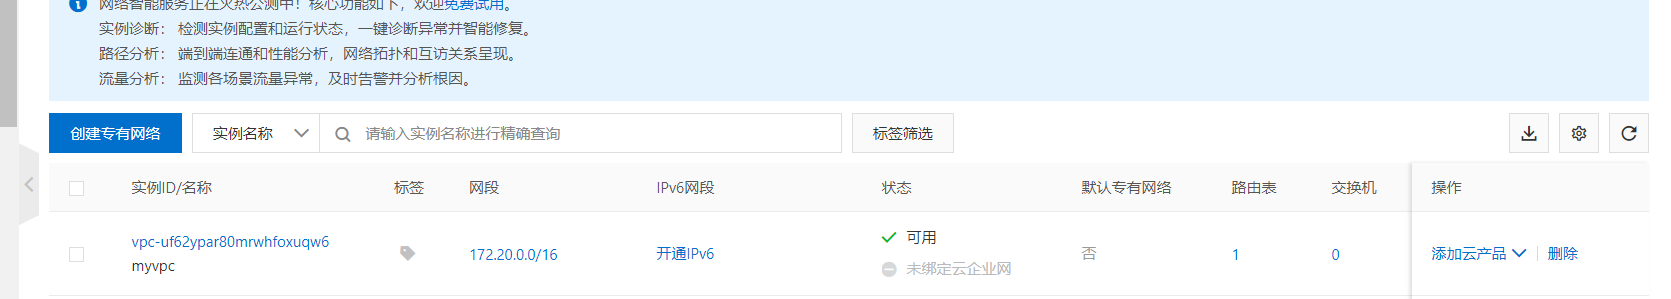 网络智能服务正在火热公测中！核心功能如下，欢迎免费试用。
实例诊断： 检测实例配置和运行状态，一键诊断异常并智能修复。
路径分析： 端到端连通和性能分析，网络拓扑和互访关系呈现。
流量分析： 监测各场景流量异常，及时告警并分析根因。
创建专有网络 实例名称 请输入实例名称进行精确查询 标签筛选
实例ID/名称 标签 网段 IPv6网段 状态 默认专有网络 路由表 交换机 操作
vpc-uf62ypar80mrwhfoxuqw6
myvpc
172.20.0.0/16 开通IPv6
可用
未绑定云企业网
否 1 0 添加云产品 删除